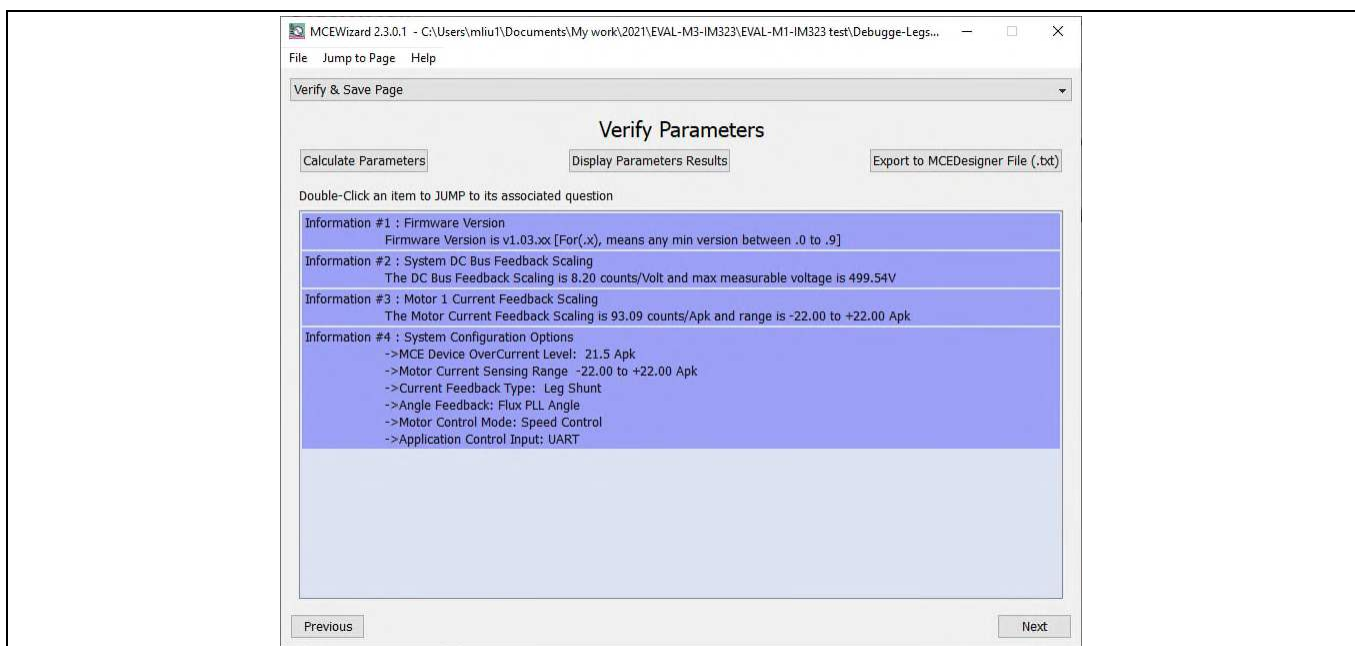 MCEWizard 2.3.0.1 - C:\Users\mliu1\Documents\My work\2021\EVAL-M3-IM323\EVAL-M1-IM323 test\Debugge-Legs...
File Jump to Page Help
Verify & Save Page
Verify Parameters
Calculate Parameters Display Parameters Results Export to MCEDesigner File (.txt)
Double-Click an item to JUMP to its associated question
Information #1 : Firmware Version
Firmware Version is v1.03.xx [For(.x), means any min version between .0 to .9]
Information #2 : System DC Bus Feedback Scaling
The DC Bus Feedback Scaling is 8.20 counts/Volt and max measurable voltage is 499.54V
Information #3 : Motor 1 Current Feedback Scaling
The Motor Current Feedback Scaling is 93.09 counts/Apk and range is -22.00 to +22.00 Apk
Information #4 : System Configuration Options
->MCE Device OverCurrent Level: 21.5 Apk
->Motor Current Sensing Range -22.00 to +22.00 Apk
->Current Feedback Type: Leg Shunt
->Angle Feedback: Flux PLL Angle
->Motor Control Mode: Speed Control
->Application Control Input: UART
Previous Next